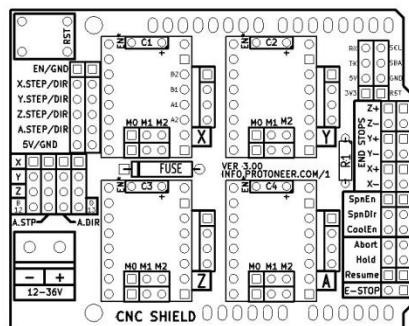 RST
EN/GND
X.STEP/DIR
Y.STEP/DIR
Z.STEP/DIR
A.STEP/DIR
5V/GND
X
Y
Z
D 12
D 13
A.STP
A.DIR
- +
12-36V
EN*
C1
+
B2
B1
A1
A2
M0 M1 M2
X
EN*
C2
+
M0 M1 M2
Y
FUSE
VER 3.00
INFO.PROTONEER.COM/1
R1
EN*
C3
+
M0 M1 M2
Z
EN*
C4
+
M0 M1 M2
A
CNC SHIELD
RX SCL
TX SDA
5V GND
3V3 RST
END STOPS
Z+
Z-
Y+
Y-
X+
X-
SpnEn
SpnDir
CoolEn
Abort
Hold
Resume
E-STOP